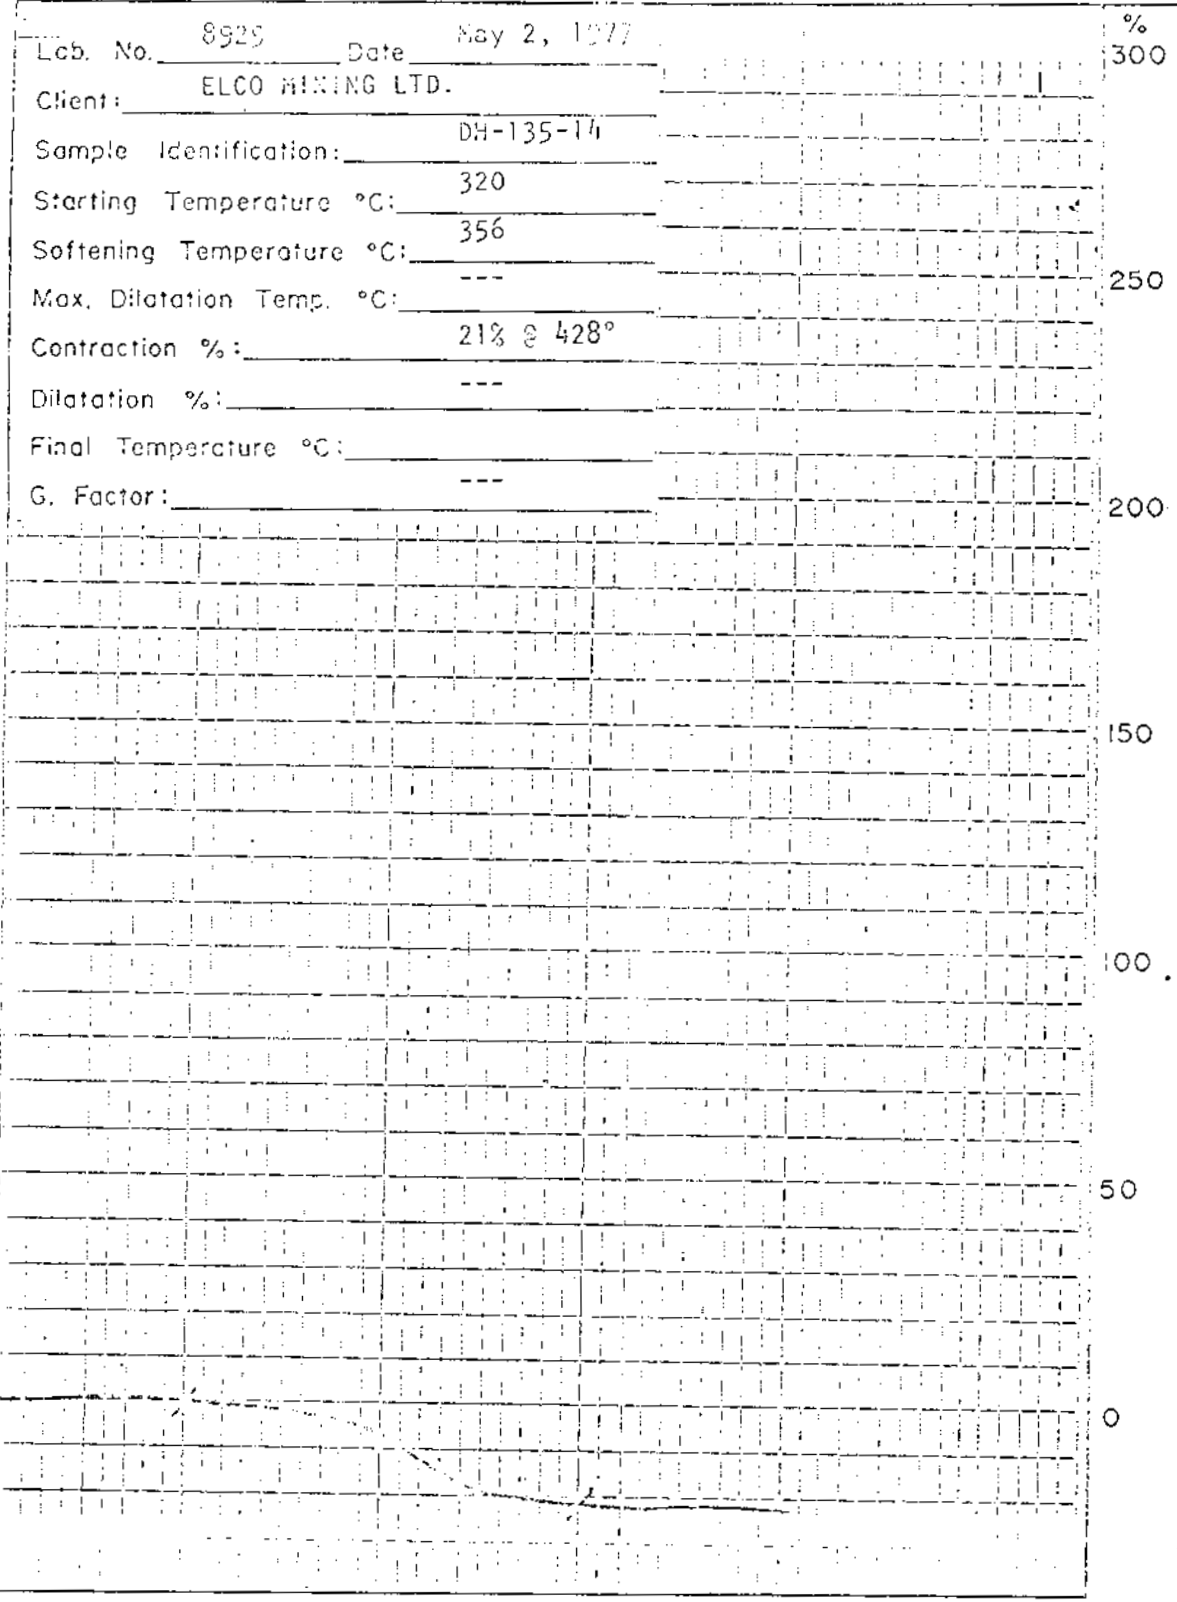 Lab. No. 8929 Date May 2, 1977
Client: ELCO MINING LTD.
Sample Identification: DH-135-14
Starting Temperature °C: 320
Softening Temperature °C: 356
Max. Dilatation Temp. °C: ---
Contraction %: 21% @ 428°
Dilatation %: ---
Final Temperature °C:
G. Factor: ---
%
300
250
200
150
100
50
0